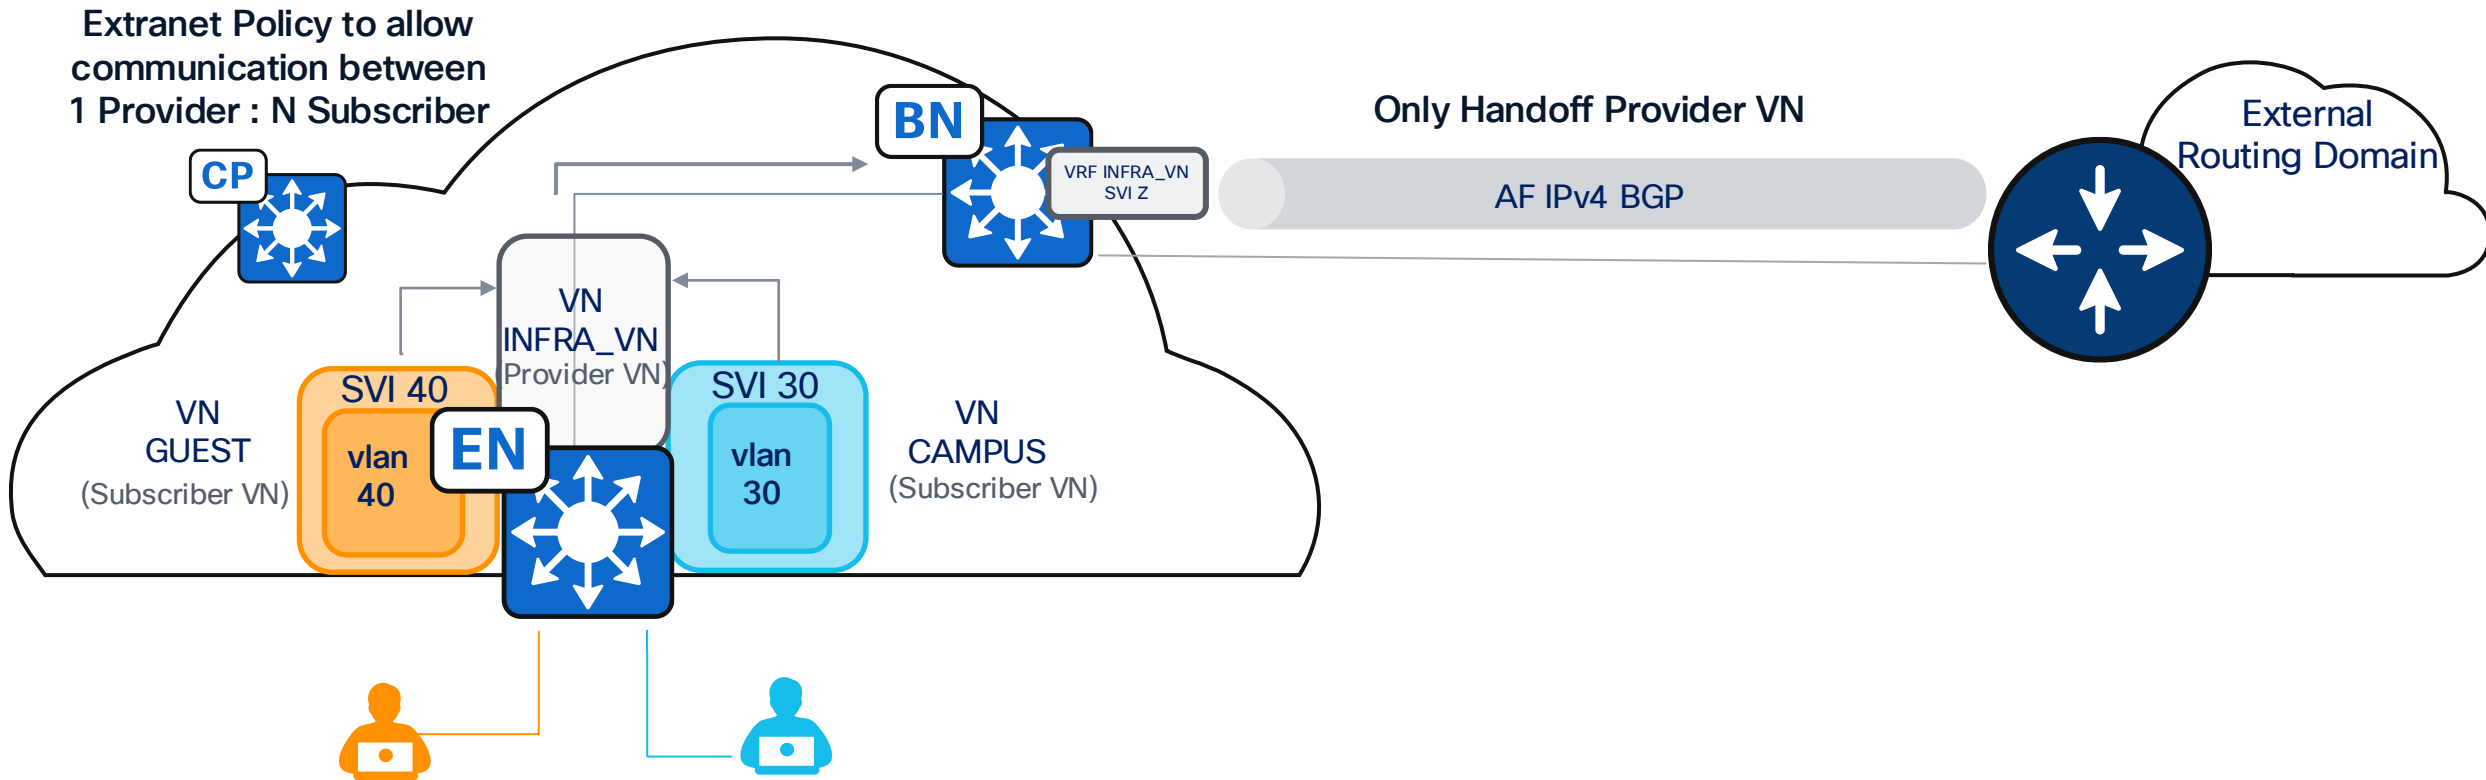 Extranet Policy to allow
communication between
1 Provider : N Subscriber
CP
BN
VRF INFRA_VN
SVI Z
Only Handoff Provider VN
AF IPv4 BGP
External
Routing Domain
VN
INFRA_VN
(Provider VN)
VN
GUEST
(Subscriber VN)
SVI 40
vlan
40
EN
SVI 30
vlan
30
VN
CAMPUS
(Subscriber VN)